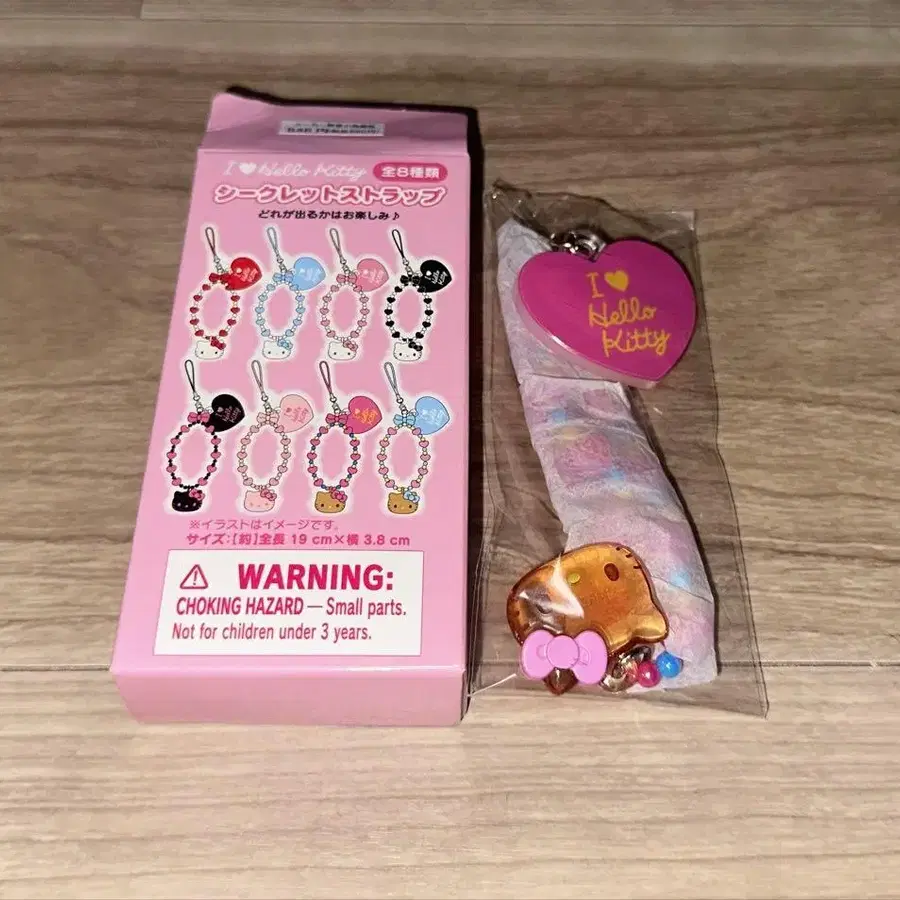 I ♥ Hello Kitty 全8種類
シークレットストラップ
どれが出るかはお楽しみ♪
※イラストはイメージです。
サイズ:【約】全長 19 cm×横 3.8 cm
⚠ WARNING:
CHOKING HAZARD — Small parts.
Not for children under 3 years.
I ♥
Hello
Kitty